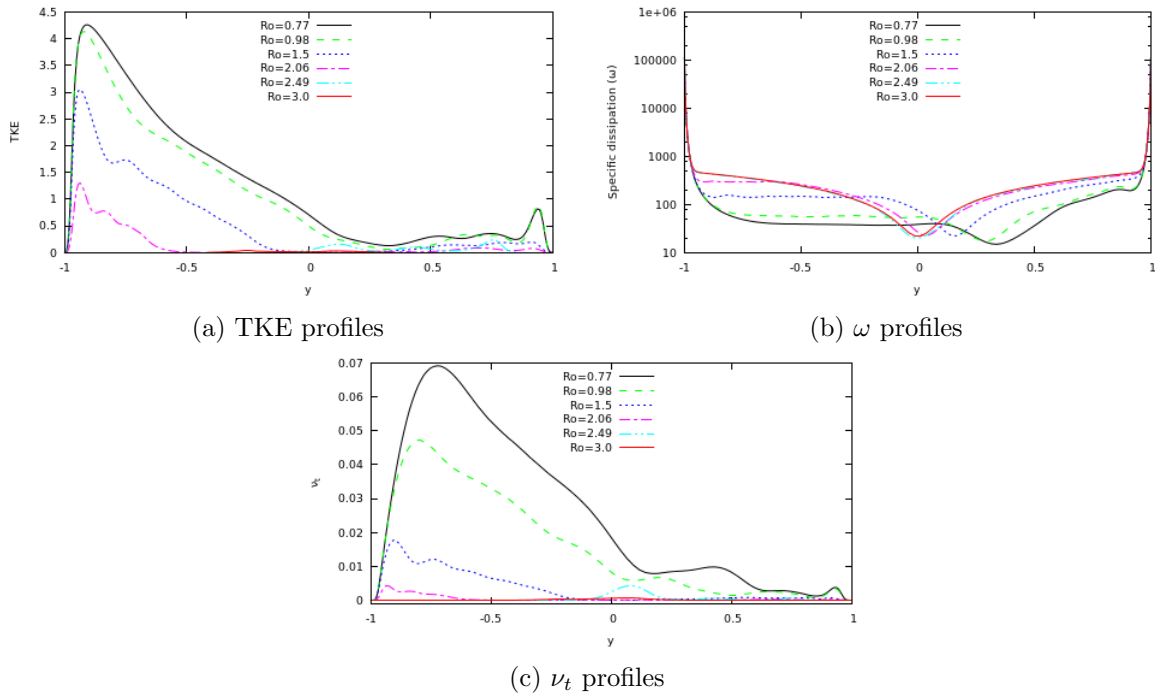 4.5
4
3.5
3
2.5
2
1.5
1
0.5
0
TKE
Ro=0.77
Ro=0.98
Ro=1.5
Ro=2.06
Ro=2.49
Ro=3.0
-1 -0.5 0 0.5 1
y
(a) TKE profiles
1e+06
100000
10000
1000
100
10
Specific dissipation (ω)
Ro=0.77
Ro=0.98
Ro=1.5
Ro=2.06
Ro=2.49
Ro=3.0
-1 -0.5 0 0.5 1
y
(b) ω profiles
0.07
0.06
0.05
0.04
0.03
0.02
0.01
0
νt
Ro=0.77
Ro=0.98
Ro=1.5
Ro=2.06
Ro=2.49
Ro=3.0
-1 -0.5 0 0.5 1
y
(c) νt profiles